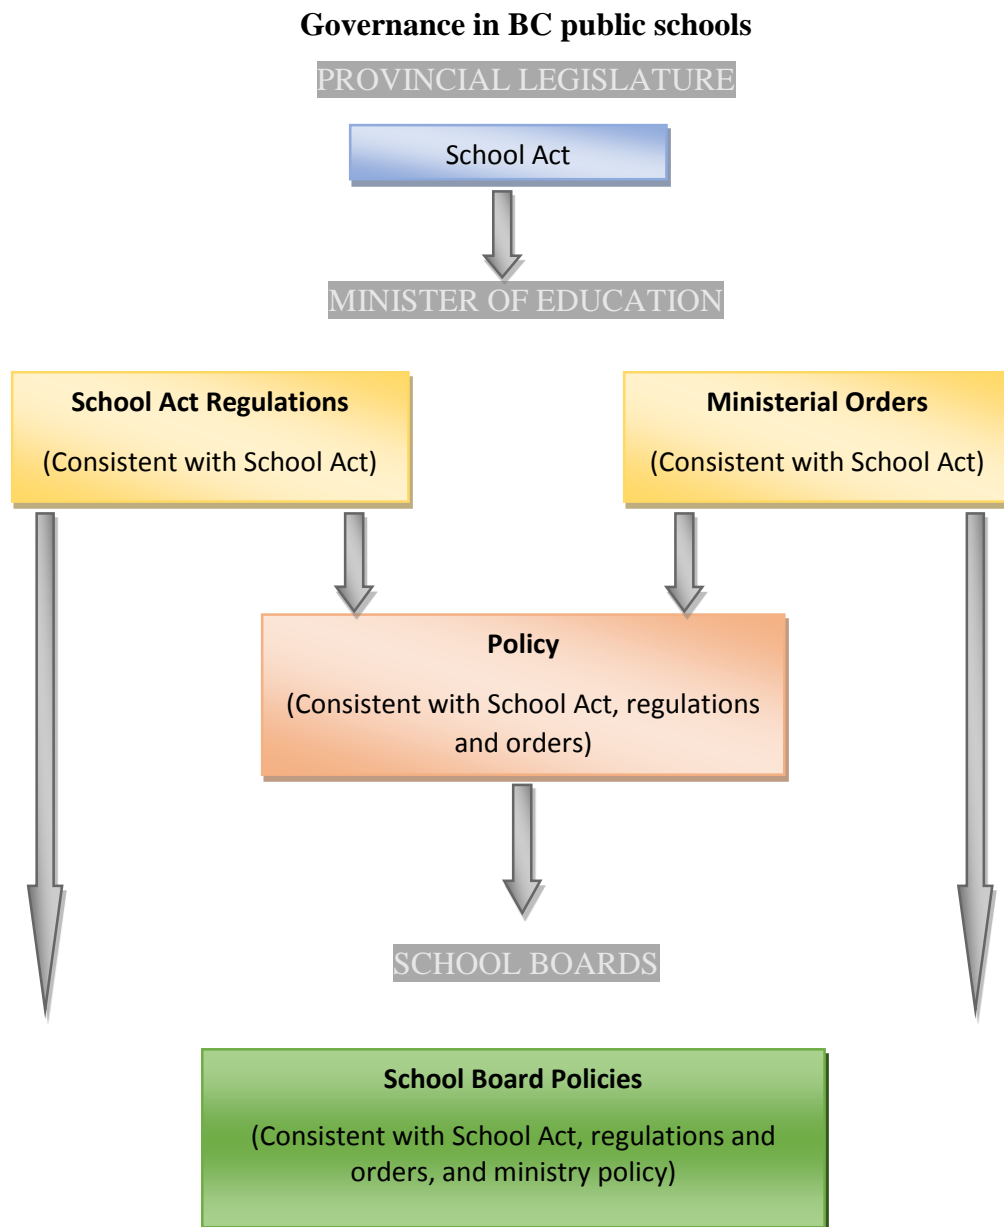 Governance in BC public schools
PROVINCIAL LEGISLATURE
School Act
MINISTER OF EDUCATION
School Act Regulations
(Consistent with School Act)
Ministerial Orders
(Consistent with School Act)
Policy
(Consistent with School Act, regulations
and orders)
SCHOOL BOARDS
School Board Policies
(Consistent with School Act, regulations and
orders, and ministry policy)